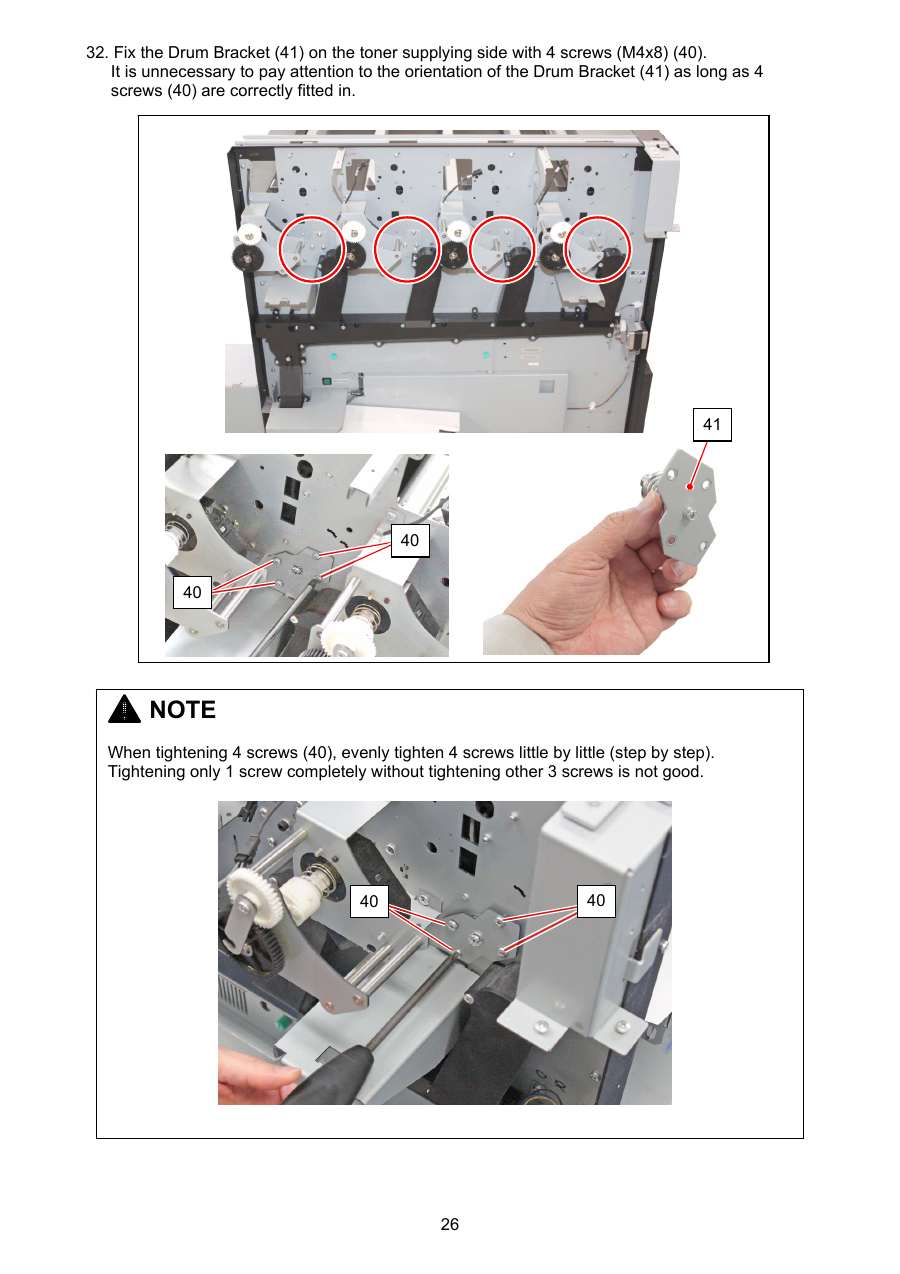 32. Fix the Drum Bracket (41) on the toner supplying side with 4 screws (M4x8) (40).
It is unnecessary to pay attention to the orientation of the Drum Bracket (41) as long as 4
screws (40) are correctly fitted in.
41
40
40
NOTE
When tightening 4 screws (40), evenly tighten 4 screws little by little (step by step).
Tightening only 1 screw completely without tightening other 3 screws is not good.
40
40
26